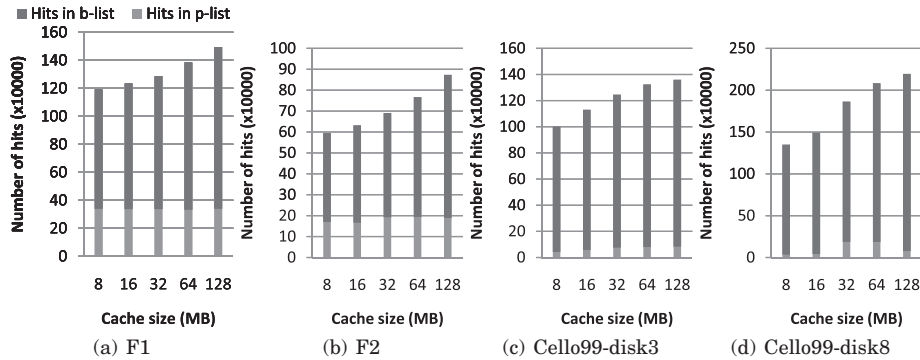 Hits in b-list Hits in p-list
Number of hits (x10000)
160
140
120
100
80
60
40
20
0
8 16 32 64 128
Cache size (MB)
(a) F1
Number of hits (x10000)
100
90
80
70
60
50
40
30
20
10
0
8 16 32 64 128
Cache size (MB)
(b) F2
Number of hits (x10000)
160
140
120
100
80
60
40
20
0
8 16 32 64 128
Cache size (MB)
(c) Cello99-disk3
Number of hits (x10000)
250
200
150
100
50
0
8 16 32 64 128
Cache size (MB)
(d) Cello99-disk8